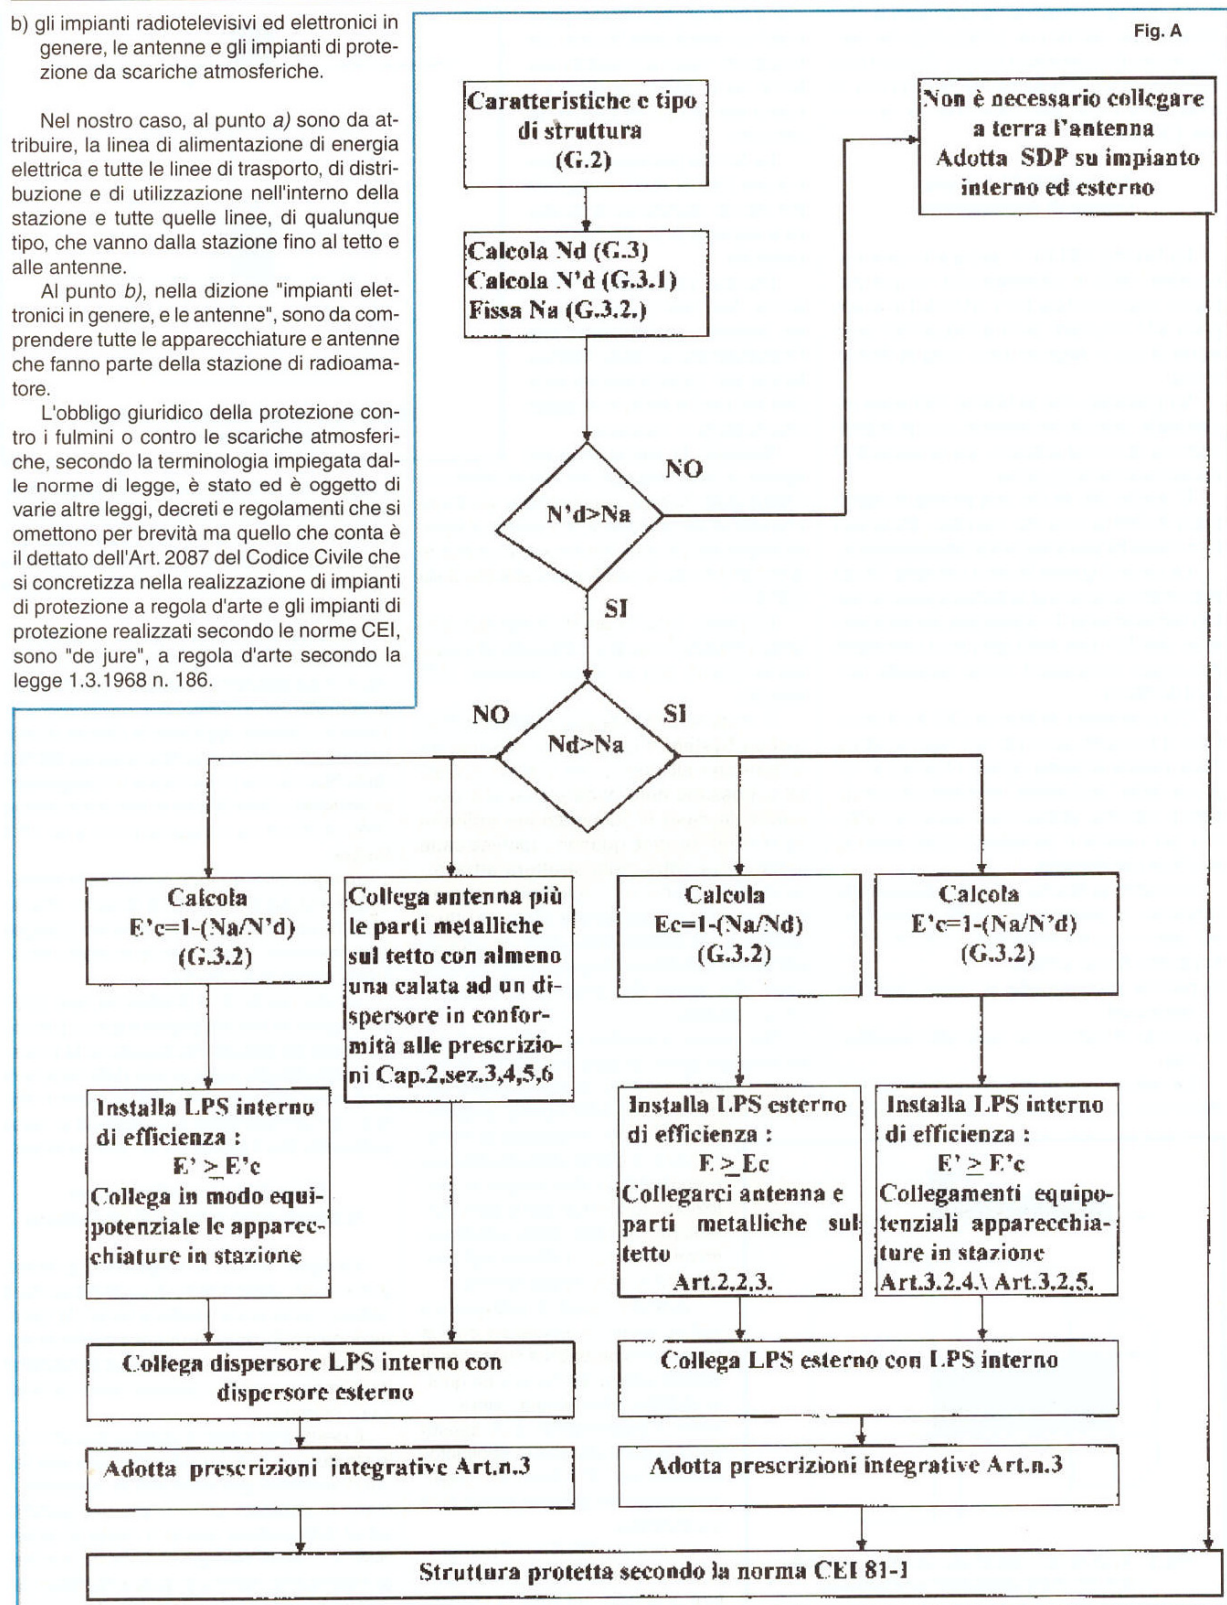 b) gli impianti radiotelevisivi ed elettronici in
genere, le antenne e gli impianti di prote-
zione da scariche atmosferiche.
Nel nostro caso, al punto a) sono da at-
tribuire, la linea di alimentazione di energia
elettrica e tutte le linee di trasporto, di distri-
buzione e di utilizzazione nell'interno della
stazione e tutte quelle linee, di qualunque
tipo, che vanno dalla stazione fino al tetto e
alle antenne.
Al punto b), nella dizione "impianti elet-
tronici in genere, e le antenne", sono da com-
prendere tutte le apparecchiature e antenne
che fanno parte della stazione di radioama-
tore.
L'obbligo giuridico della protezione con-
tro i fulmini o contro le scariche atmosferi-
che, secondo la terminologia impiegata dal-
le norme di legge, è stato ed è oggetto di
varie altre leggi, decreti e regolamenti che si
omettono per brevità ma quello che conta è
il dettato dell'Art. 2087 del Codice Civile che
si concretizza nella realizzazione di impianti
di protezione a regola d'arte e gli impianti di
protezione realizzati secondo le norme CEI,
sono "de jure", a regola d'arte secondo la
legge 1.3.1968 n. 186.
Fig. A
Caratteristiche e tipo
di struttura
(G.2)
Non è necessario collegare
a terra l'antenna
Adotta SDP su impianto
interno ed esterno
Calcola Nd (G.3)
Calcola N'd (G.3.1)
Fissa Na (G.3.2.)
N'd>Na
NO
SI
Nd>Na
NO
SI
Calcola
E'c=1-(Na/N'd)
(G.3.2)
Collega antenna più
le parti metalliche
sul tetto con almeno
una calata ad un di-
spersore in confor-
mità alle prescrizio-
ni Cap.2,sez.3,4,5,6
Calcola
Ec=1-(Na/Nd)
(G.3.2)
Calcola
E'c=1-(Na/N'd)
(G.3.2)
Installa LPS interno
di efficienza :
E' ≥ E'c
Collega in modo equi-
potenziale le apparec-
chiature in stazione
Installa LPS esterno
di efficienza :
E ≥ Ec
Collegarci antenna e
parti metalliche sul
tetto
Art.2,2,3.
Installa LPS interno
di efficienza :
E' ≥ E'c
Collegamenti equipo-
tenziali apparecchia-
ture in stazione
Art.3.2.4.\ Art.3,2,5.
Collega dispersore LPS interno con
dispersore esterno
Collega LPS esterno con LPS interno
Adotta prescrizioni integrative Art.n.3
Adotta prescrizioni integrative Art.n.3
Struttura protetta secondo la norma CEI 81-1